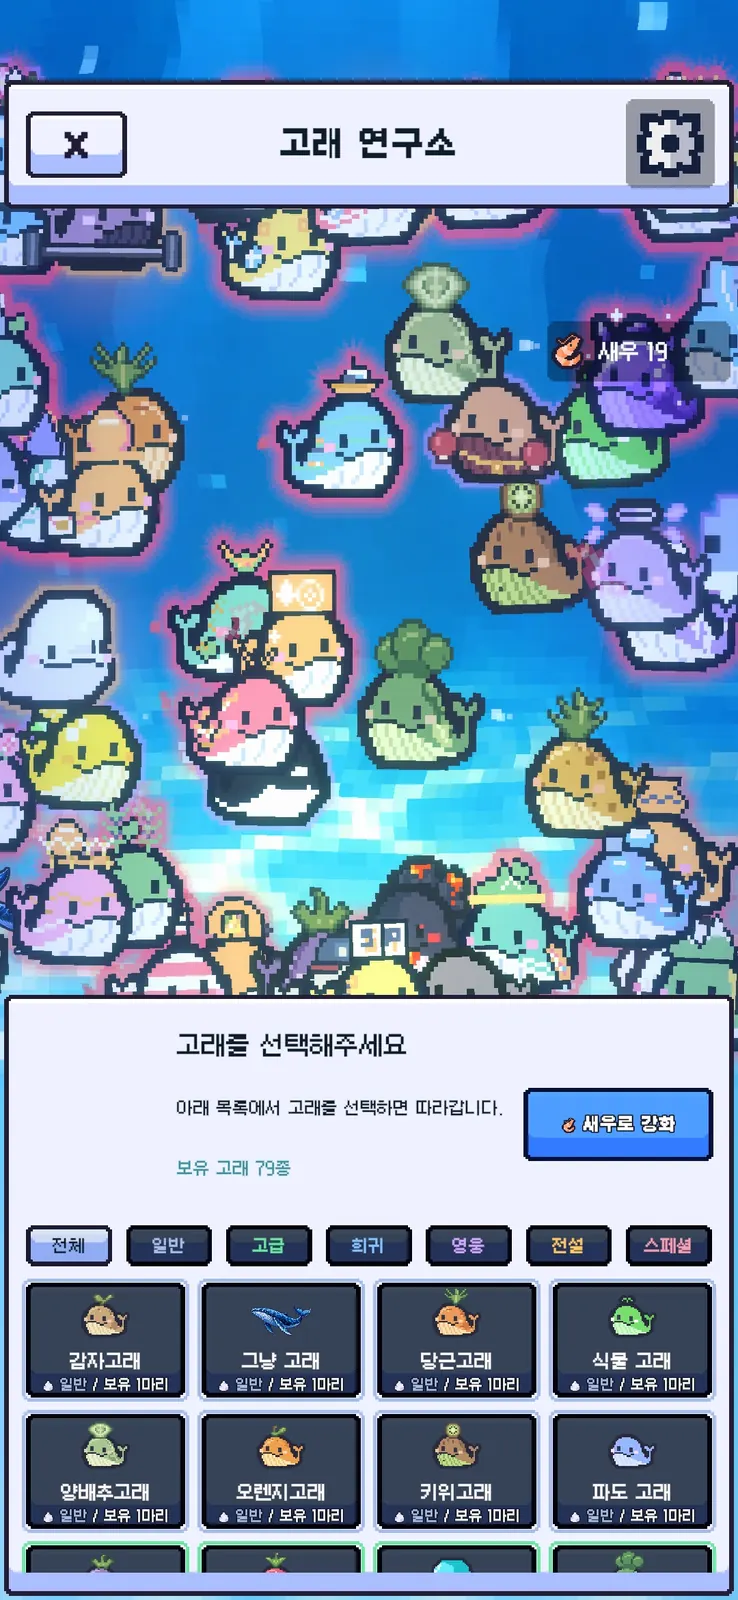 X
고래 연구소
새우 19
고래를 선택해주세요
아래 목록에서 고래를 선택하면 따라갑니다.
새우로 강화
보유 고래 79종
전체 일반 고급 희귀 영웅 전설 스페셜
감자고래 그냥 고래 당근고래 식물 고래
일반 / 보유 1마리 일반 / 보유 1마리 일반 / 보유 1마리 일반 / 보유 1마리
양배추고래 오렌지고래 키위고래 파도 고래
일반 / 보유 1마리 일반 / 보유 1마리 일반 / 보유 1마리 일반 / 보유 1마리